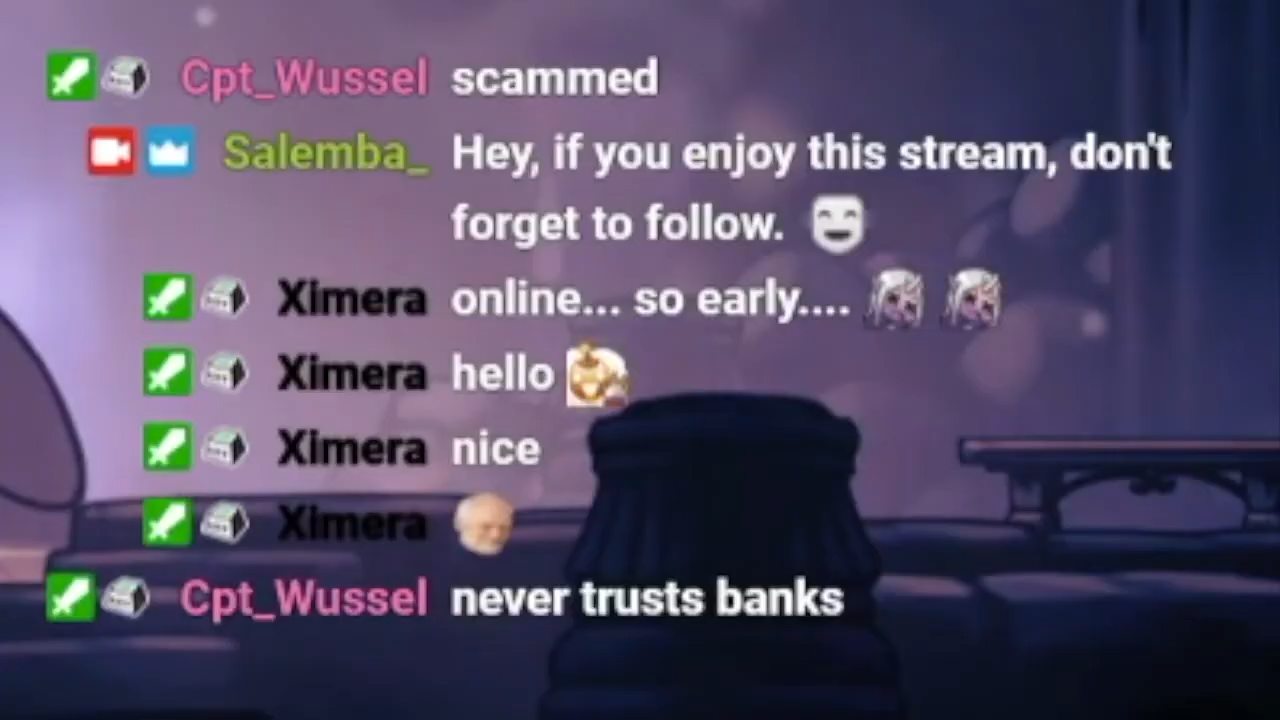 Cpt_Wussel scammed
Salemba_ Hey, if you enjoy this stream, don't
forget to follow.
Ximera online... so early....
Ximera hello
Ximera nice
Ximera
Cpt_Wussel never trusts banks